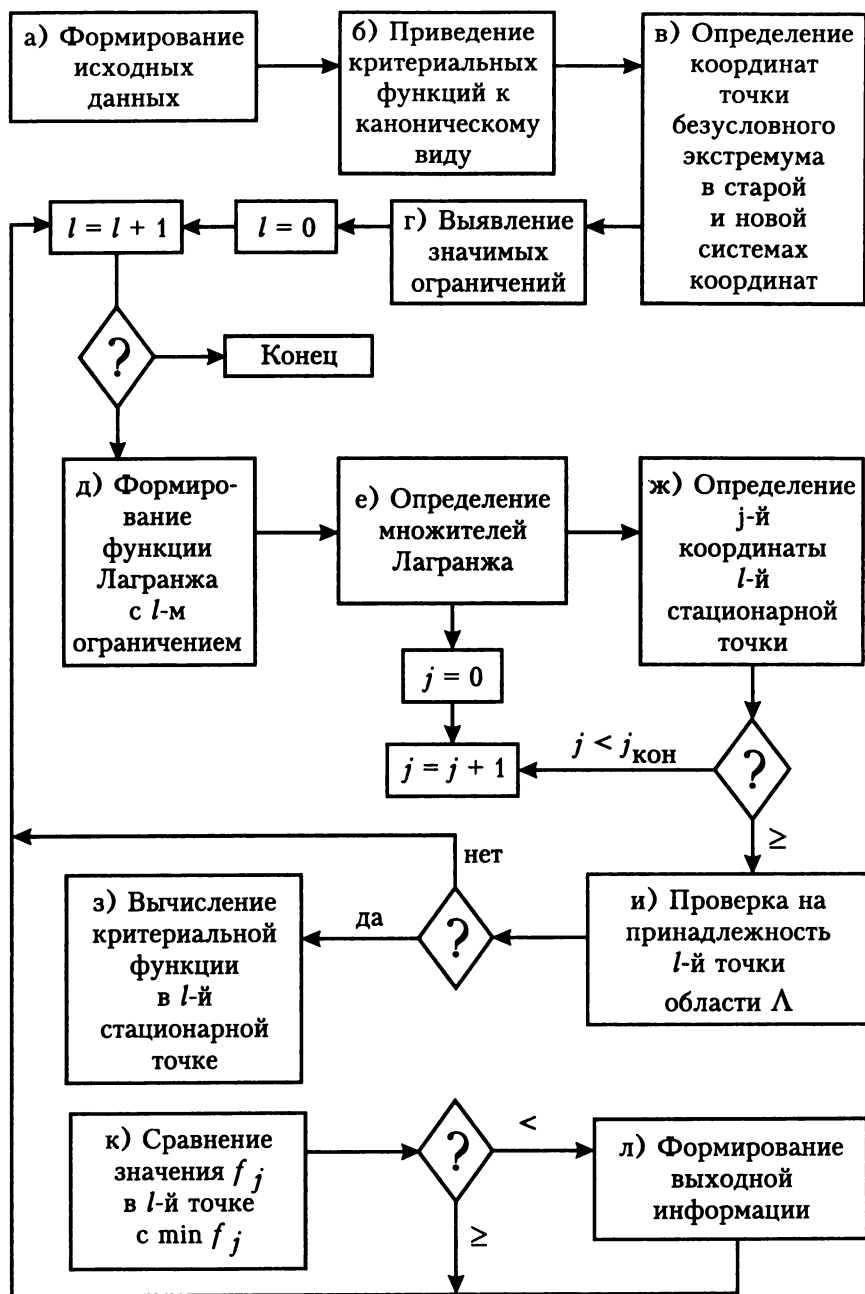 а) Формирование
исходных
данных
б) Приведение
критериальных
функций к
каноническому
виду
в) Определение
координат
точки
безусловного
экстремума
в старой
и новой
системах
координат
l = l + 1
l = 0
г) Выявление
значимых
ограничений
?
Конец
д) Формиро-
вание
функции
Лагранжа
с l-м
ограничением
е) Определение
множителей
Лагранжа
ж) Определение
j-й
координаты
l-й
стационарной
точки
j = 0
j = j + 1
j < jкон
?
≥
нет
з) Вычисление
критериальной
функции
в l-й
стационарной
точке
да
?
и) Проверка на
принадлежность
l-й точки
области Λ
к) Сравнение
значения f j
в l-й точке
с min f j
?
<
≥
л) Формирование
выходной
информации